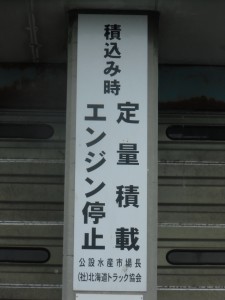 積込み時
定量積載
エンジン停止
公設水産市場長
(社)北海道トラック協会